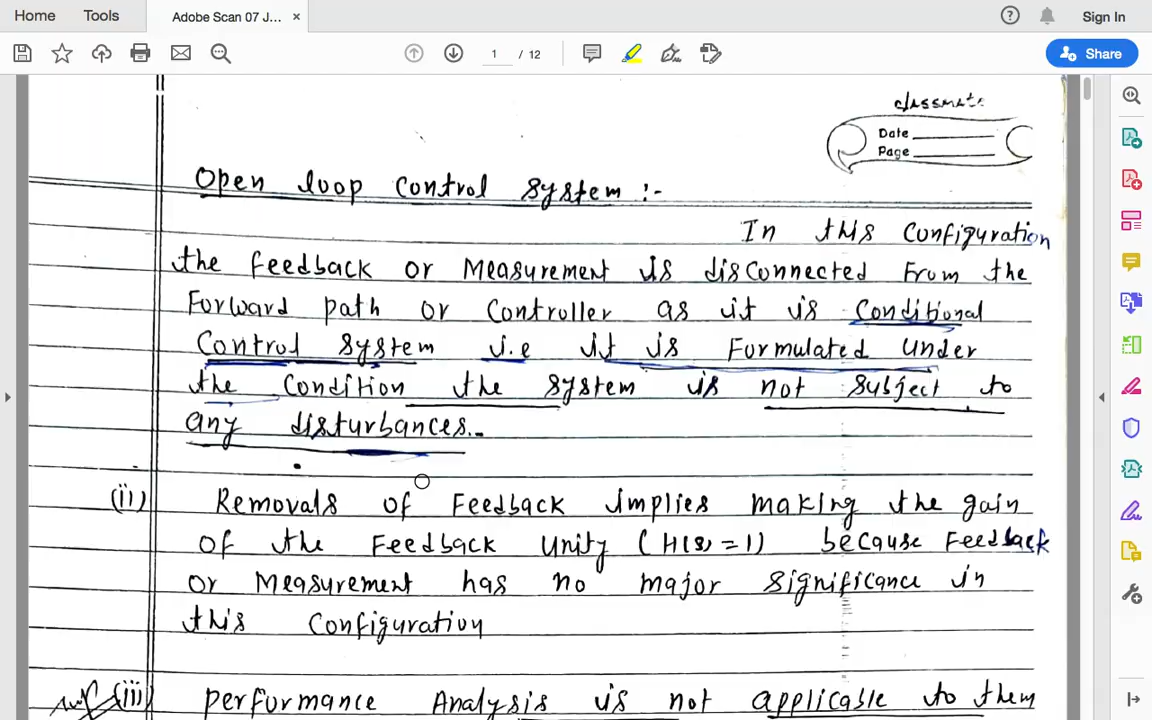 Home
Tools
Adobe Scan 07 J... ×
Sign In
1 / 12
Share
classmate
Date
Page
Open loop control system :-
In this configuration
the feedback or measurement is disconnected from the
forward path or controller as it is conditional
control system i.e it is formulated under
the condition the system is not subject to
any disturbances.
(ii) Removals of feedback implies making the gain
of the feedback unity (H(s) = 1) because feedback
or measurement has no major significance in
this configuration
(iii) performance Analysis is not applicable to them